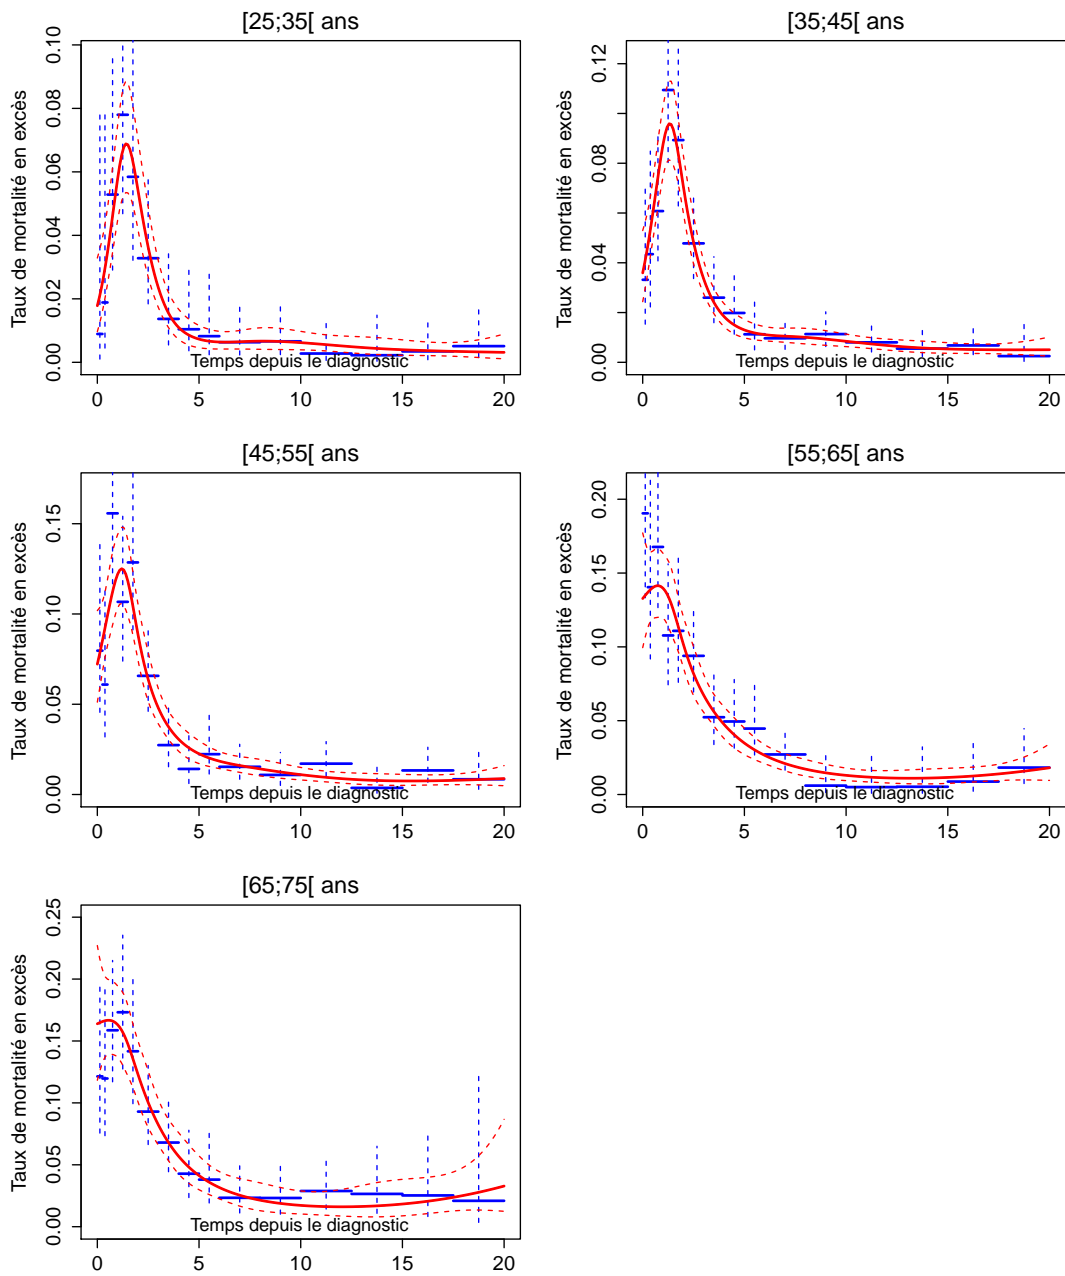 [25;35[ ans
Taux de mortalité en excès
0.00 0.02 0.04 0.06 0.08 0.10
Temps depuis le diagnostic
0 5 10 15 20
[35;45[ ans
Taux de mortalité en excès
0.00 0.04 0.08 0.12
Temps depuis le diagnostic
0 5 10 15 20
[45;55[ ans
Taux de mortalité en excès
0.00 0.05 0.10 0.15
Temps depuis le diagnostic
0 5 10 15 20
[55;65[ ans
Taux de mortalité en excès
0.00 0.05 0.10 0.15 0.20
Temps depuis le diagnostic
0 5 10 15 20
[65;75[ ans
Taux de mortalité en excès
0.00 0.05 0.10 0.15 0.20 0.25
Temps depuis le diagnostic
0 5 10 15 20